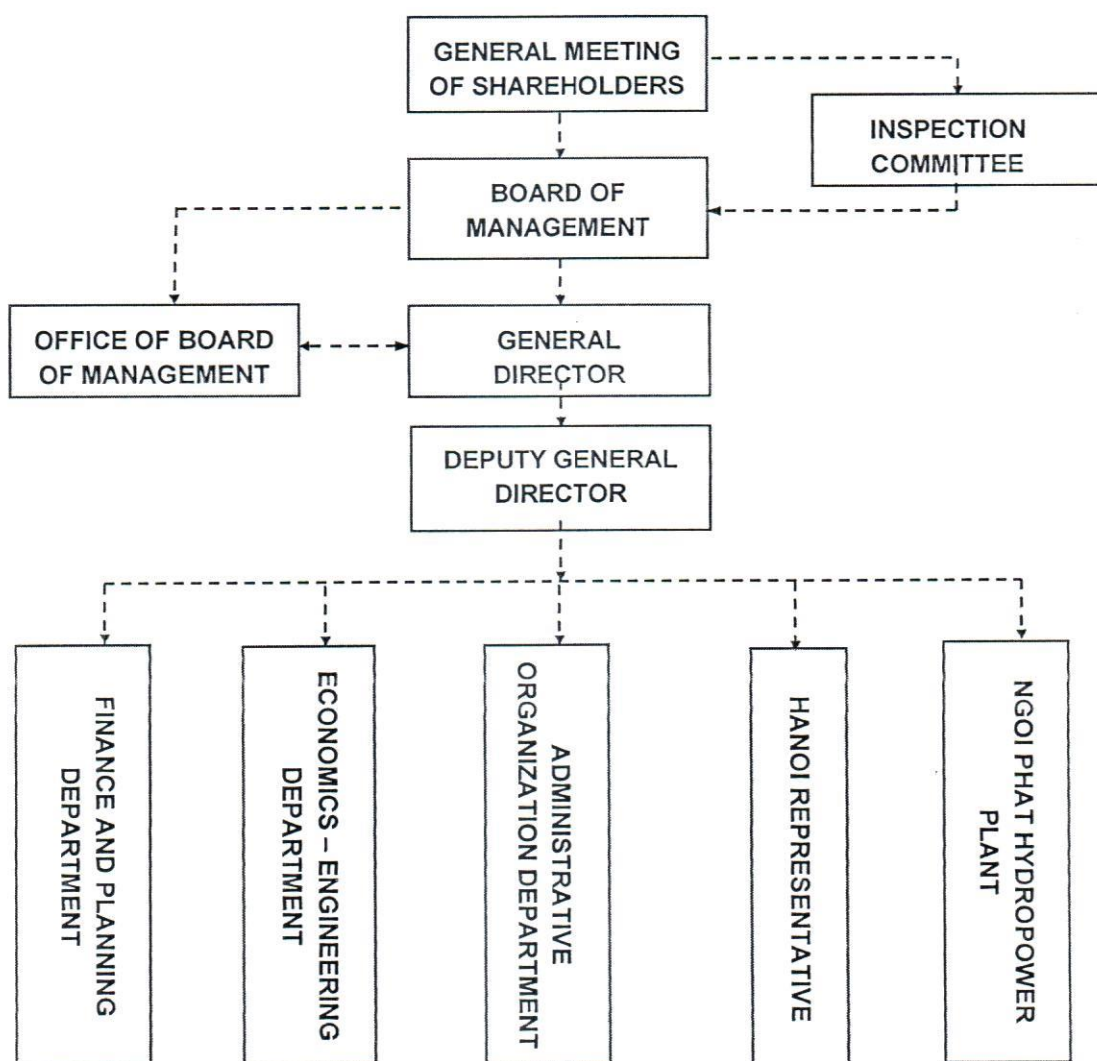 GENERAL MEETING
OF SHAREHOLDERS
INSPECTION
COMMITTEE
BOARD OF
MANAGEMENT
OFFICE OF BOARD
OF MANAGEMENT
GENERAL
DIRECTOR
DEPUTY GENERAL
DIRECTOR
FINANCE AND PLANNING
DEPARTMENT
ECONOMICS – ENGINEERING
DEPARTMENT
ADMINISTRATIVE
ORGANIZATION DEPARTMENT
HANOI REPRESENTATIVE
NGOI PHAT HYDROPOWER
PLANT